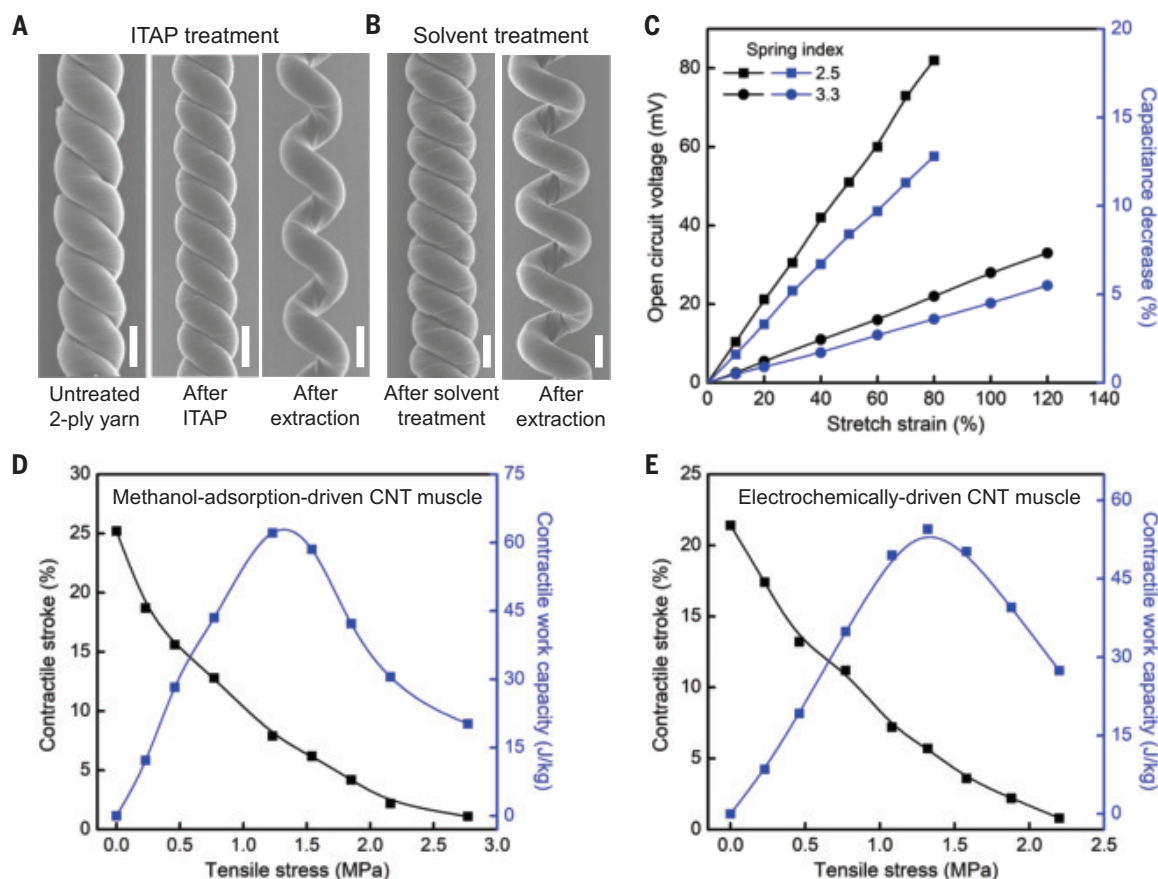 A
ITAP treatment
B
Solvent treatment
Untreated
2-ply yarn
After
ITAP
After
extraction
After solvent
treatment
After
extraction
C
Spring index
2.5
3.3
Open circuit voltage (mV)
0
20
40
60
80
Capacitance decrease (%)
0
5
10
15
20
0 20 40 60 80 100 120 140
Stretch strain (%)
D
Methanol-adsorption-driven CNT muscle
Contractile stroke (%)
30
25
20
15
10
5
0
Contractile work capacity (J/kg)
75
60
45
30
15
0
0.0 0.5 1.0 1.5 2.0 2.5 3.0
Tensile stress (MPa)
E
Electrochemically-driven CNT muscle
Contractile stroke (%)
25
20
15
10
5
0
Contractile work capacity (J/kg)
60
45
30
15
0
0.0 0.5 1.0 1.5 2.0 2.5
Tensile stress (MPa)